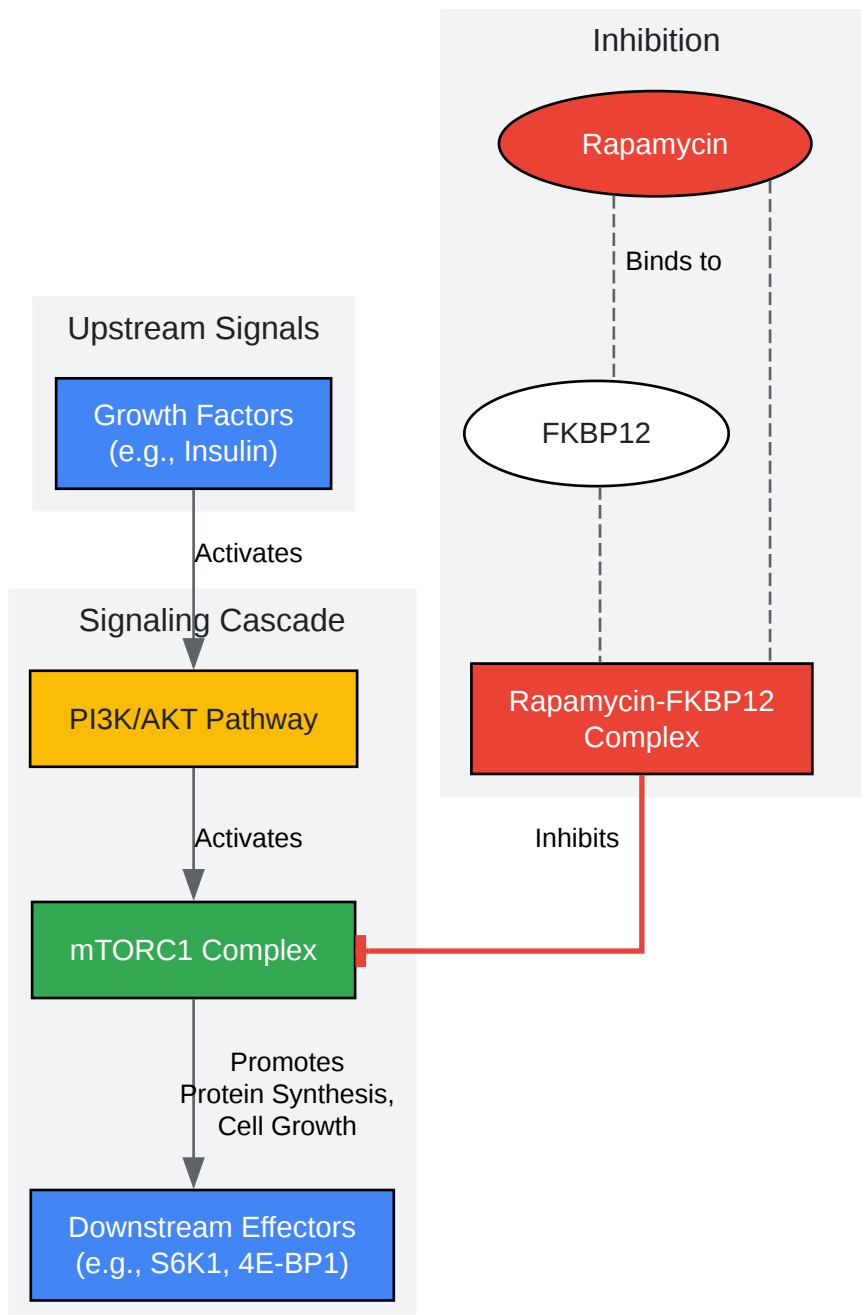 Inhibition
Rapamycin
Binds to
FKBP12
Rapamycin-FKBP12
Complex
Inhibits
Upstream Signals
Growth Factors
(e.g., Insulin)
Activates
Signaling Cascade
PI3K/AKT Pathway
Activates
mTORC1 Complex
Promotes
Protein Synthesis,
Cell Growth
Downstream Effectors
(e.g., S6K1, 4E-BP1)